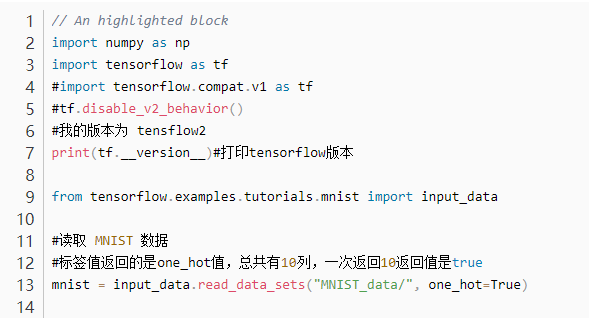 1 // An highlighted block
2 import numpy as np
3 import tensorflow as tf
4 #import tensorflow.compat.v1 as tf
5 #tf.disable_v2_behavior()
6 #我的版本为 tensflow2
7 print(tf.__version__)#打印tensorflow版本
8
9 from tensorflow.examples.tutorials.mnist import input_data
10
11 #读取 MNIST 数据
12 #标签值返回的是one_hot值，总共有10列，一次返回10返回值是true
13 mnist = input_data.read_data_sets("MNIST_data/", one_hot=True)
14